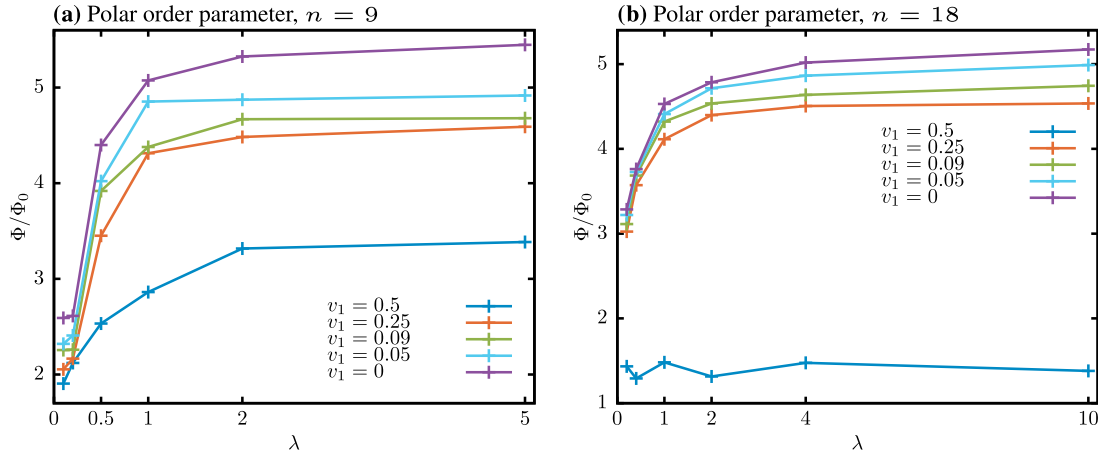 (a) Polar order parameter, n = 9
Φ/Φ₀
5
4
3
2
0
0.5
1
2
5
λ
v₁ = 0.5
v₁ = 0.25
v₁ = 0.09
v₁ = 0.05
v₁ = 0
(b) Polar order parameter, n = 18
Φ/Φ₀
5
4
3
2
1
0
1
2
4
10
λ
v₁ = 0.5
v₁ = 0.25
v₁ = 0.09
v₁ = 0.05
v₁ = 0